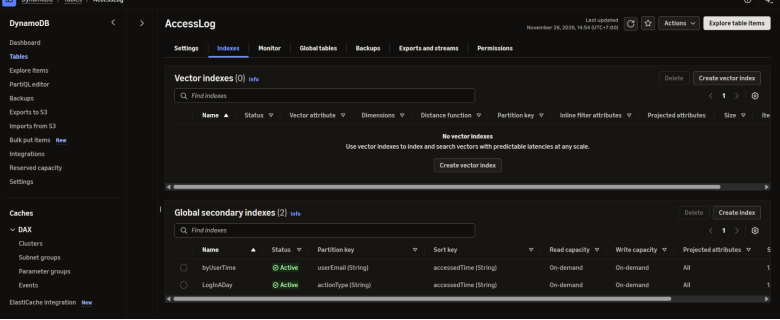 DynamoDB > Tables > AccessLog
DynamoDB
Dashboard
Tables
Explore items
PartiQL editor
Backups
Exports to S3
Imports from S3
Bulk put items New
Integrations
Reserved capacity
Settings
Caches
DAX
Clusters
Subnet groups
Parameter groups
Events
ElastiCache integration New
AccessLog
Last updated
November 26, 2026, 14:54 (UTC+7:00)
Actions
Explore table items
Settings Indexes Monitor Global tables Backups Exports and streams Permissions
Vector indexes (0) Info
Delete Create vector index
Find indexes
1
Name Status Vector attribute Dimensions Distance function Partition key Inline filter attributes Projected attributes Size Ite
No vector indexes
Use vector indexes to index and search vectors with predictable latencies at any scale.
Create vector index
Global secondary indexes (2) Info
Delete Create index
Find indexes
1
Name Status Partition key Sort key Read capacity Write capacity Projected attributes S
byUserTime Active userEmail (String) accessedTime (String) On-demand On-demand All 1
LogInADay Active actionType (String) accessedTime (String) On-demand On-demand All 1